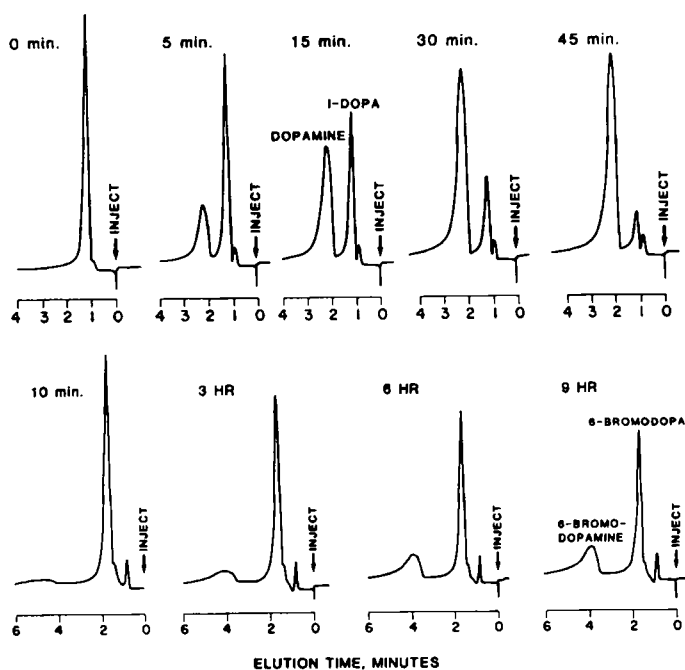 0 min.
5 min.
15 min.
30 min.
45 min.
l-DOPA
DOPAMINE
INJECT
INJECT
INJECT
INJECT
INJECT
4 3 2 1 0
4 3 2 1 0
4 3 2 1 0
4 3 2 1 0
4 3 2 1 0
10 min.
3 HR
6 HR
9 HR
6-BROMODOPA
6-BROMO-
DOPAMINE
INJECT
INJECT
INJECT
INJECT
6 4 2 0
6 4 2 0
6 4 2 0
6 4 2 0
ELUTION TIME, MINUTES